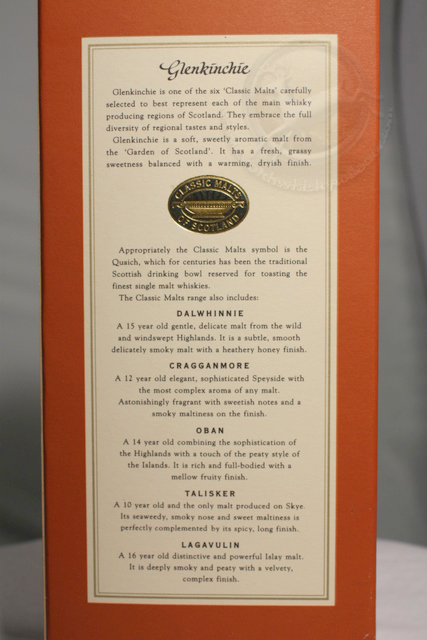 Glenkinchie
Glenkinchie is one of the six 'Classic Malts' carefully
selected to best represent each of the main whisky
producing regions of Scotland. They embrace the full
diversity of regional tastes and styles.
Glenkinchie is a soft, sweetly aromatic malt from
the 'Garden of Scotland'. It has a fresh, grassy
sweetness balanced with a warming, dryish finish.
CLASSIC MALTS
OF SCOTLAND
Appropriately the Classic Malts symbol is the
Quaich, which for centuries has been the traditional
Scottish drinking bowl reserved for toasting the
finest single malt whiskies.
The Classic Malts range also includes:
DALWHINNIE
A 15 year old gentle, delicate malt from the wild
and windswept Highlands. It is a subtle, smooth
delicately smoky malt with a heathery honey finish.
CRAGGANMORE
A 12 year old elegant, sophisticated Speyside with
the most complex aroma of any malt.
Astonishingly fragrant with sweetish notes and a
smoky maltiness on the finish.
OBAN
A 14 year old combining the sophistication of
the Highlands with a touch of the peaty style of
the Islands. It is rich and full-bodied with a
mellow fruity finish.
TALISKER
A 10 year old and the only malt produced on Skye.
Its seaweedy, smoky nose and sweet maltiness is
perfectly complemented by its spicy, long finish.
LAGAVULIN
A 16 year old distinctive and powerful Islay malt.
It is deeply smoky and peaty with a velvety,
complex finish.